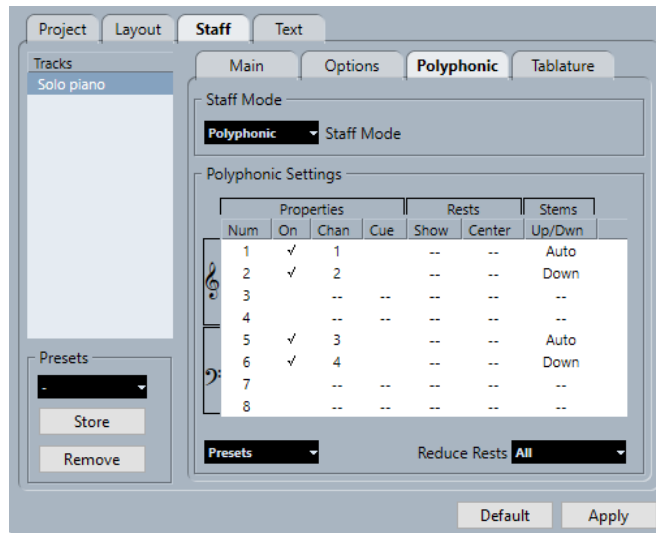 Project Layout Staff Text
Tracks
Solo piano
Main Options Polyphonic Tablature
Staff Mode
Polyphonic Staff Mode
Polyphonic Settings
Properties Rests Stems
Num On Chan Cue Show Center Up/Dwn
1 √ 1 -- -- Auto
2 √ 2 -- -- Down
3 -- -- -- -- --
4 -- -- -- -- --
5 √ 3 -- -- Auto
6 √ 4 -- -- Down
7 -- -- -- -- --
8 -- -- -- -- --
Presets
-
Store
Remove
Presets Reduce Rests All
Default Apply